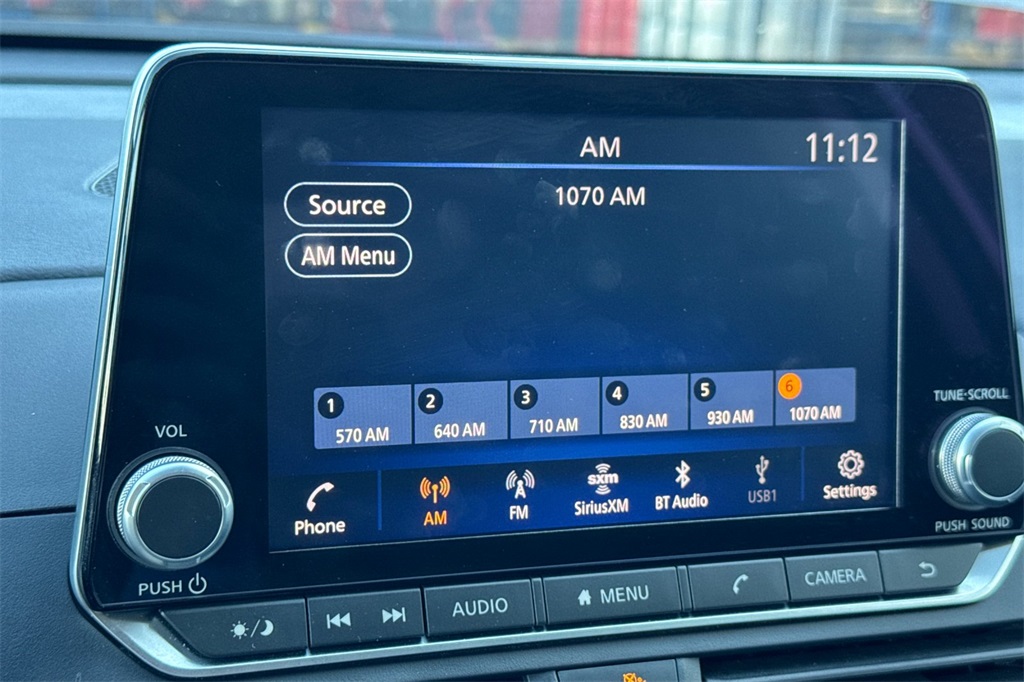 AM 11:12
1070 AM
Source
AM Menu
1 2 3 4 5 6
570 AM 640 AM 710 AM 830 AM 930 AM 1070 AM
Phone AM FM SiriusXM BT Audio USB1 Settings
sxm
VOL
PUSH
TUNE·SCROLL
PUSH SOUND
AUDIO MENU CAMERA